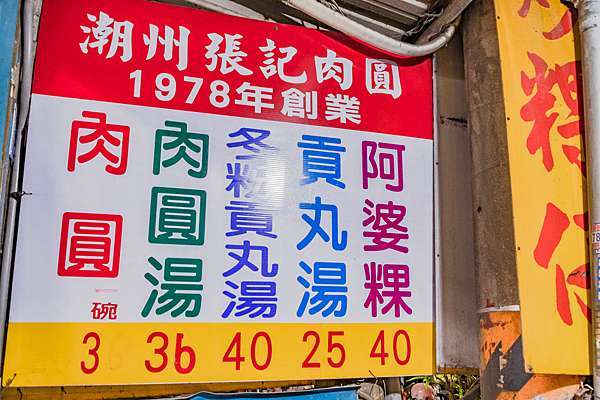 潮州張記肉圓
1978年創業
肉圓 一碗 3
肉圓湯 36
冬粉貢丸湯 40
貢丸湯 25
阿婆粿 40